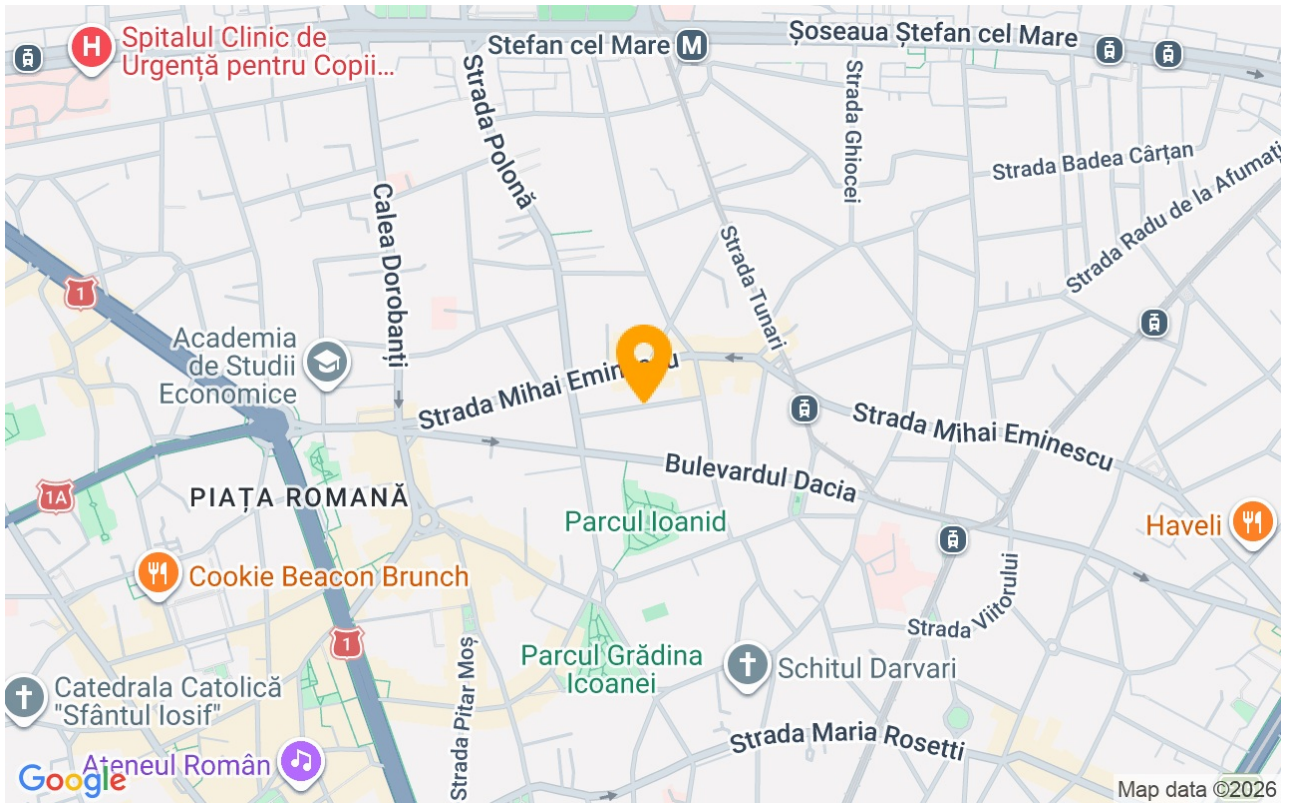 Spitalul Clinic de
Urgență pentru Copii...
Stefan cel Mare
M
Șoseaua Ștefan cel Mare
H
Strada Polonă
Strada Ghiocei
Strada Badea Cârțan
Strada Radu de la Afumați
Calea Dorobanți
Strada Tunari
1
Academia
de Studii
Economice
Strada Mihai Eminescu
Strada Mihai Eminescu
Bulevardul Dacia
1A
PIAȚA ROMANĂ
Parcul Ioanid
Haveli
Cookie Beacon Brunch
Strada Viitorului
1
Parcul Grădina
Icoanei
Schitul Darvari
Strada Pitar Moș
Catedrala Catolică
"Sfântul Iosif"
Strada Maria Rosetti
Ateneul Român
Google
Map data ©2026